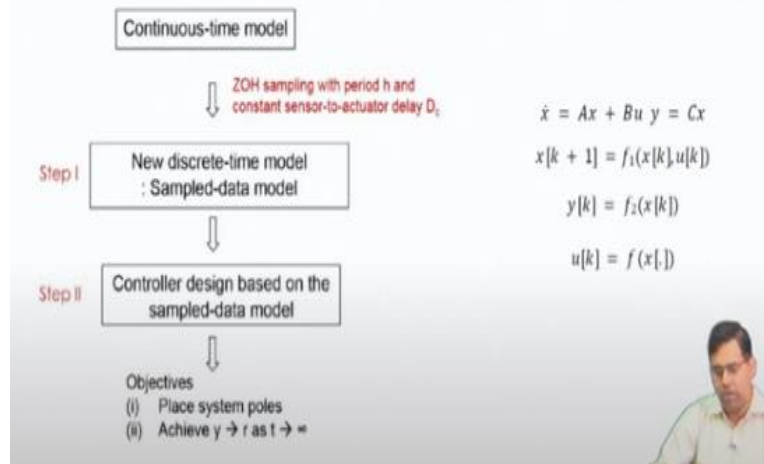 Continuous-time model
ZOH sampling with period h and
constant sensor-to-actuator delay Dc
Step I
New discrete-time model
: Sampled-data model
Step II
Controller design based on the
sampled-data model
Objectives
(i) Place system poles
(ii) Achieve y → r as t → ∞
ẋ = Ax + Bu y = Cx
x[k + 1] = f₁(x[k],u[k])
y[k] = f₂(x[k])
u[k] = f(x[.])